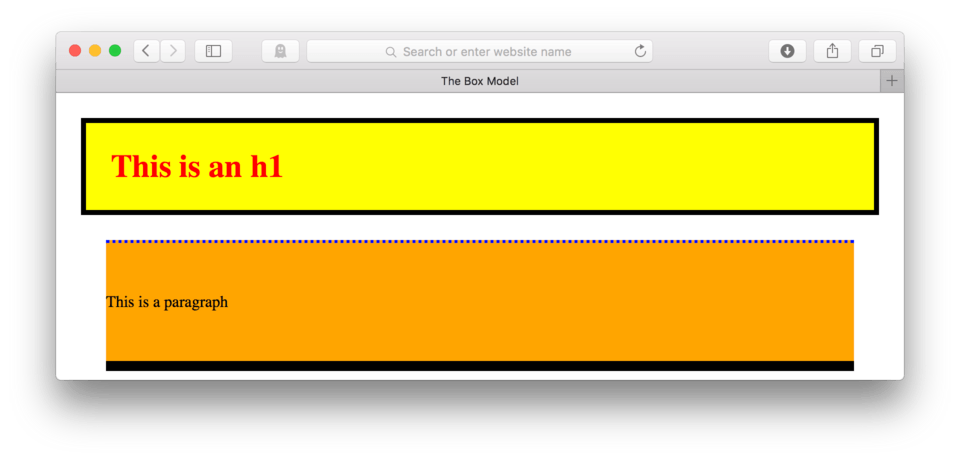 Search or enter website name
The Box Model
This is an h1
This is a paragraph